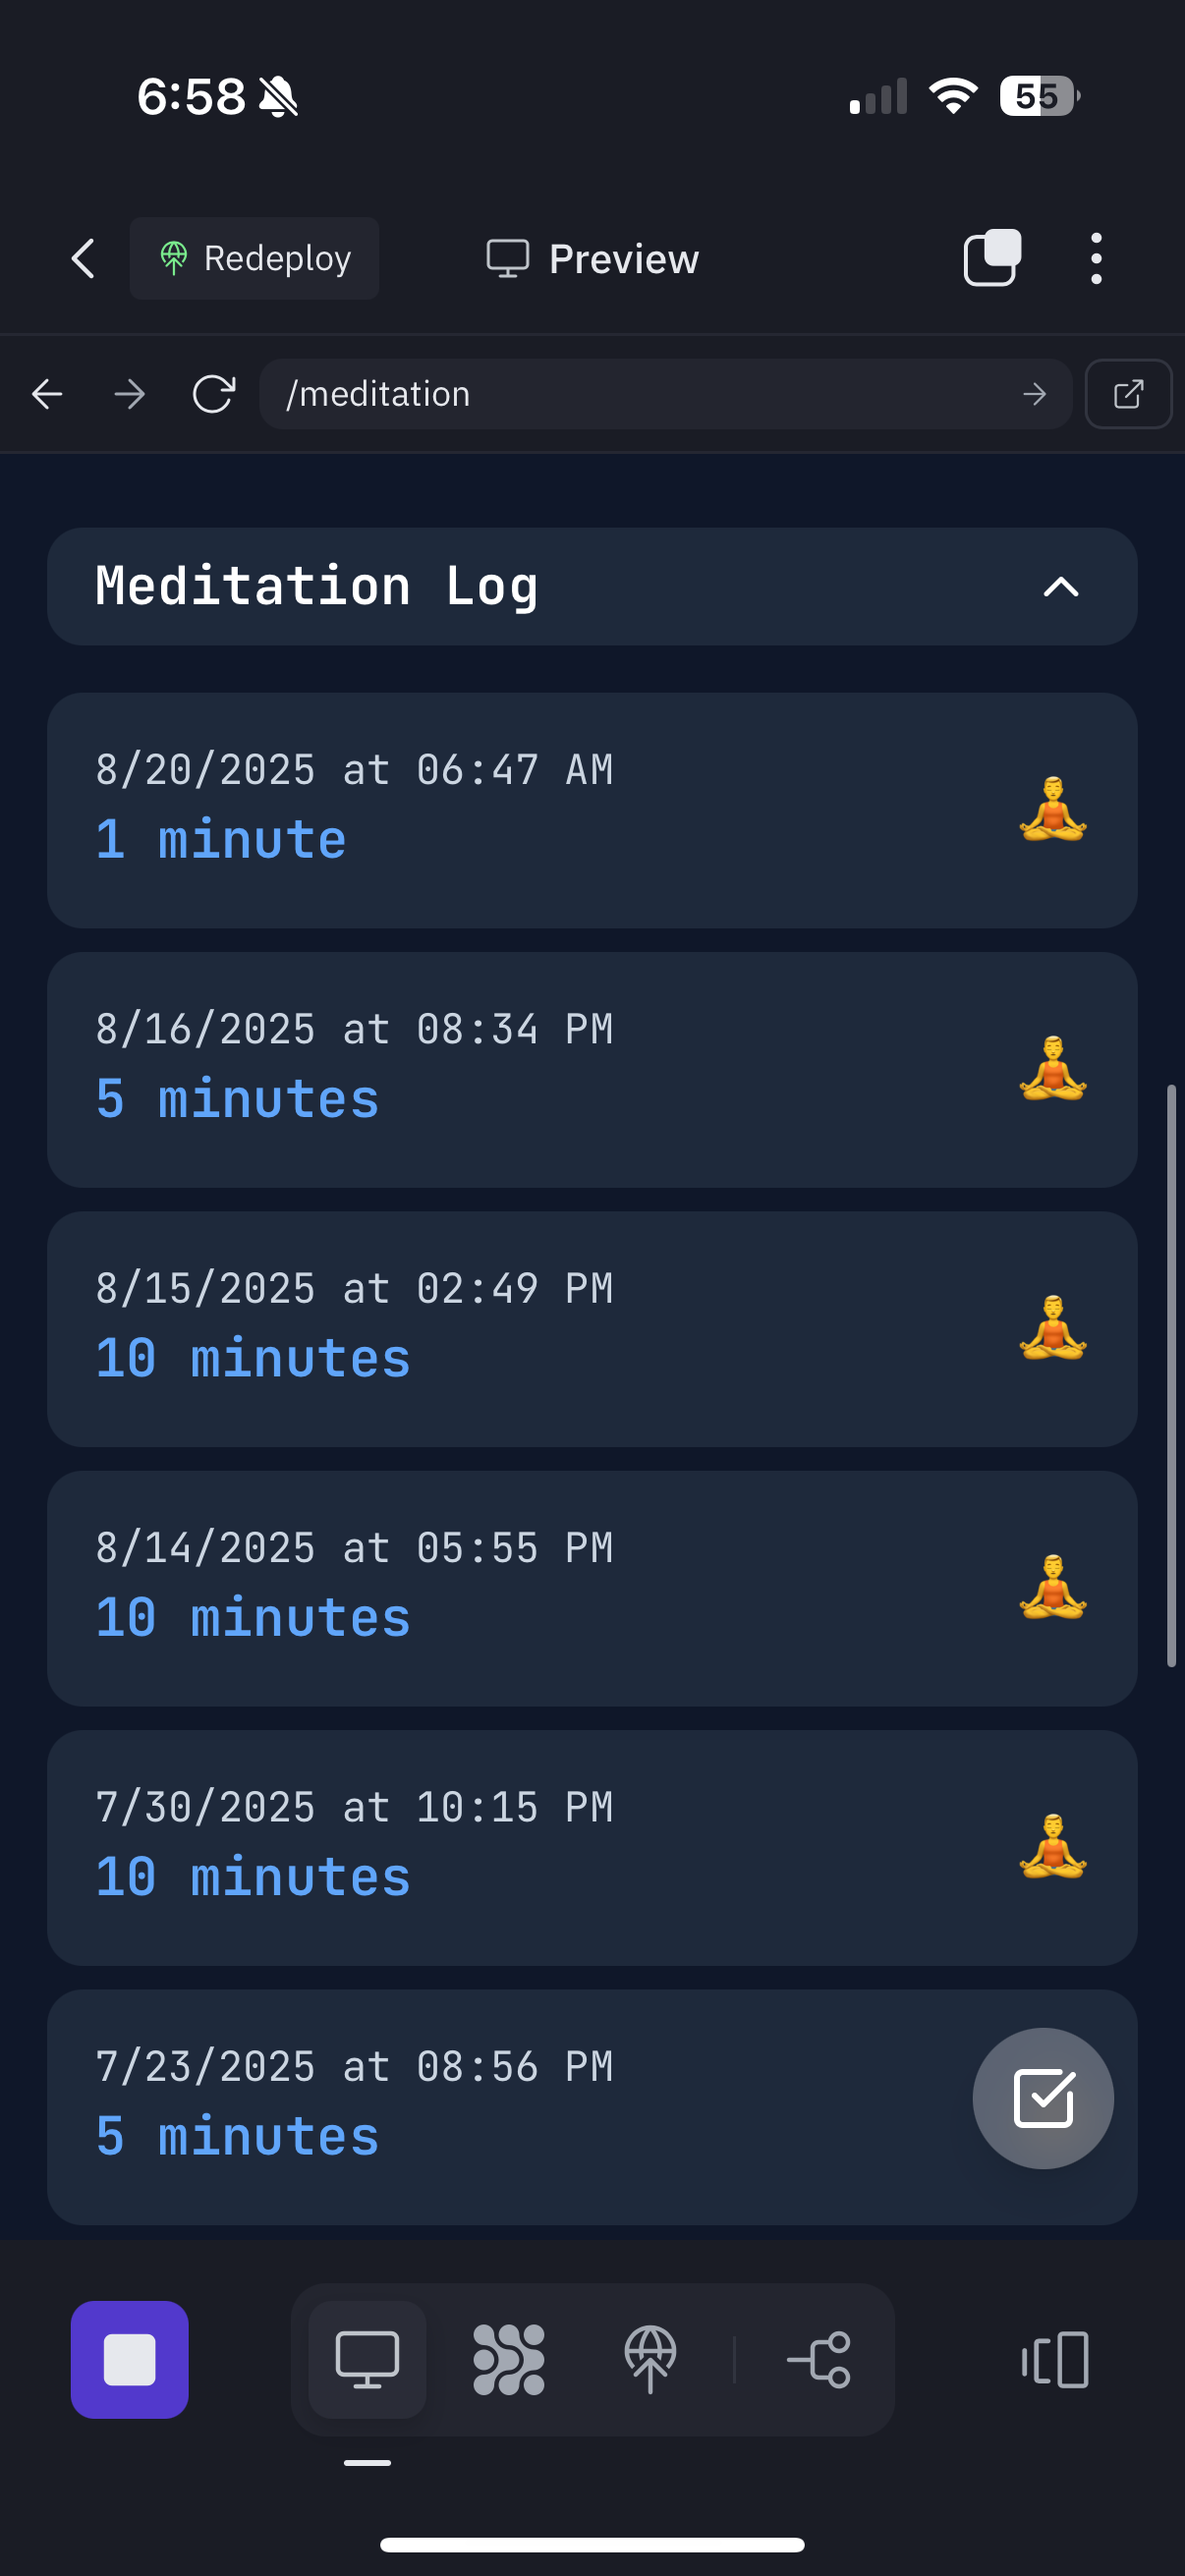 6:58
55
Redeploy
Preview
/meditation
Meditation Log
8/20/2025 at 06:47 AM
1 minute
8/16/2025 at 08:34 PM
5 minutes
8/15/2025 at 02:49 PM
10 minutes
8/14/2025 at 05:55 PM
10 minutes
7/30/2025 at 10:15 PM
10 minutes
7/23/2025 at 08:56 PM
5 minutes